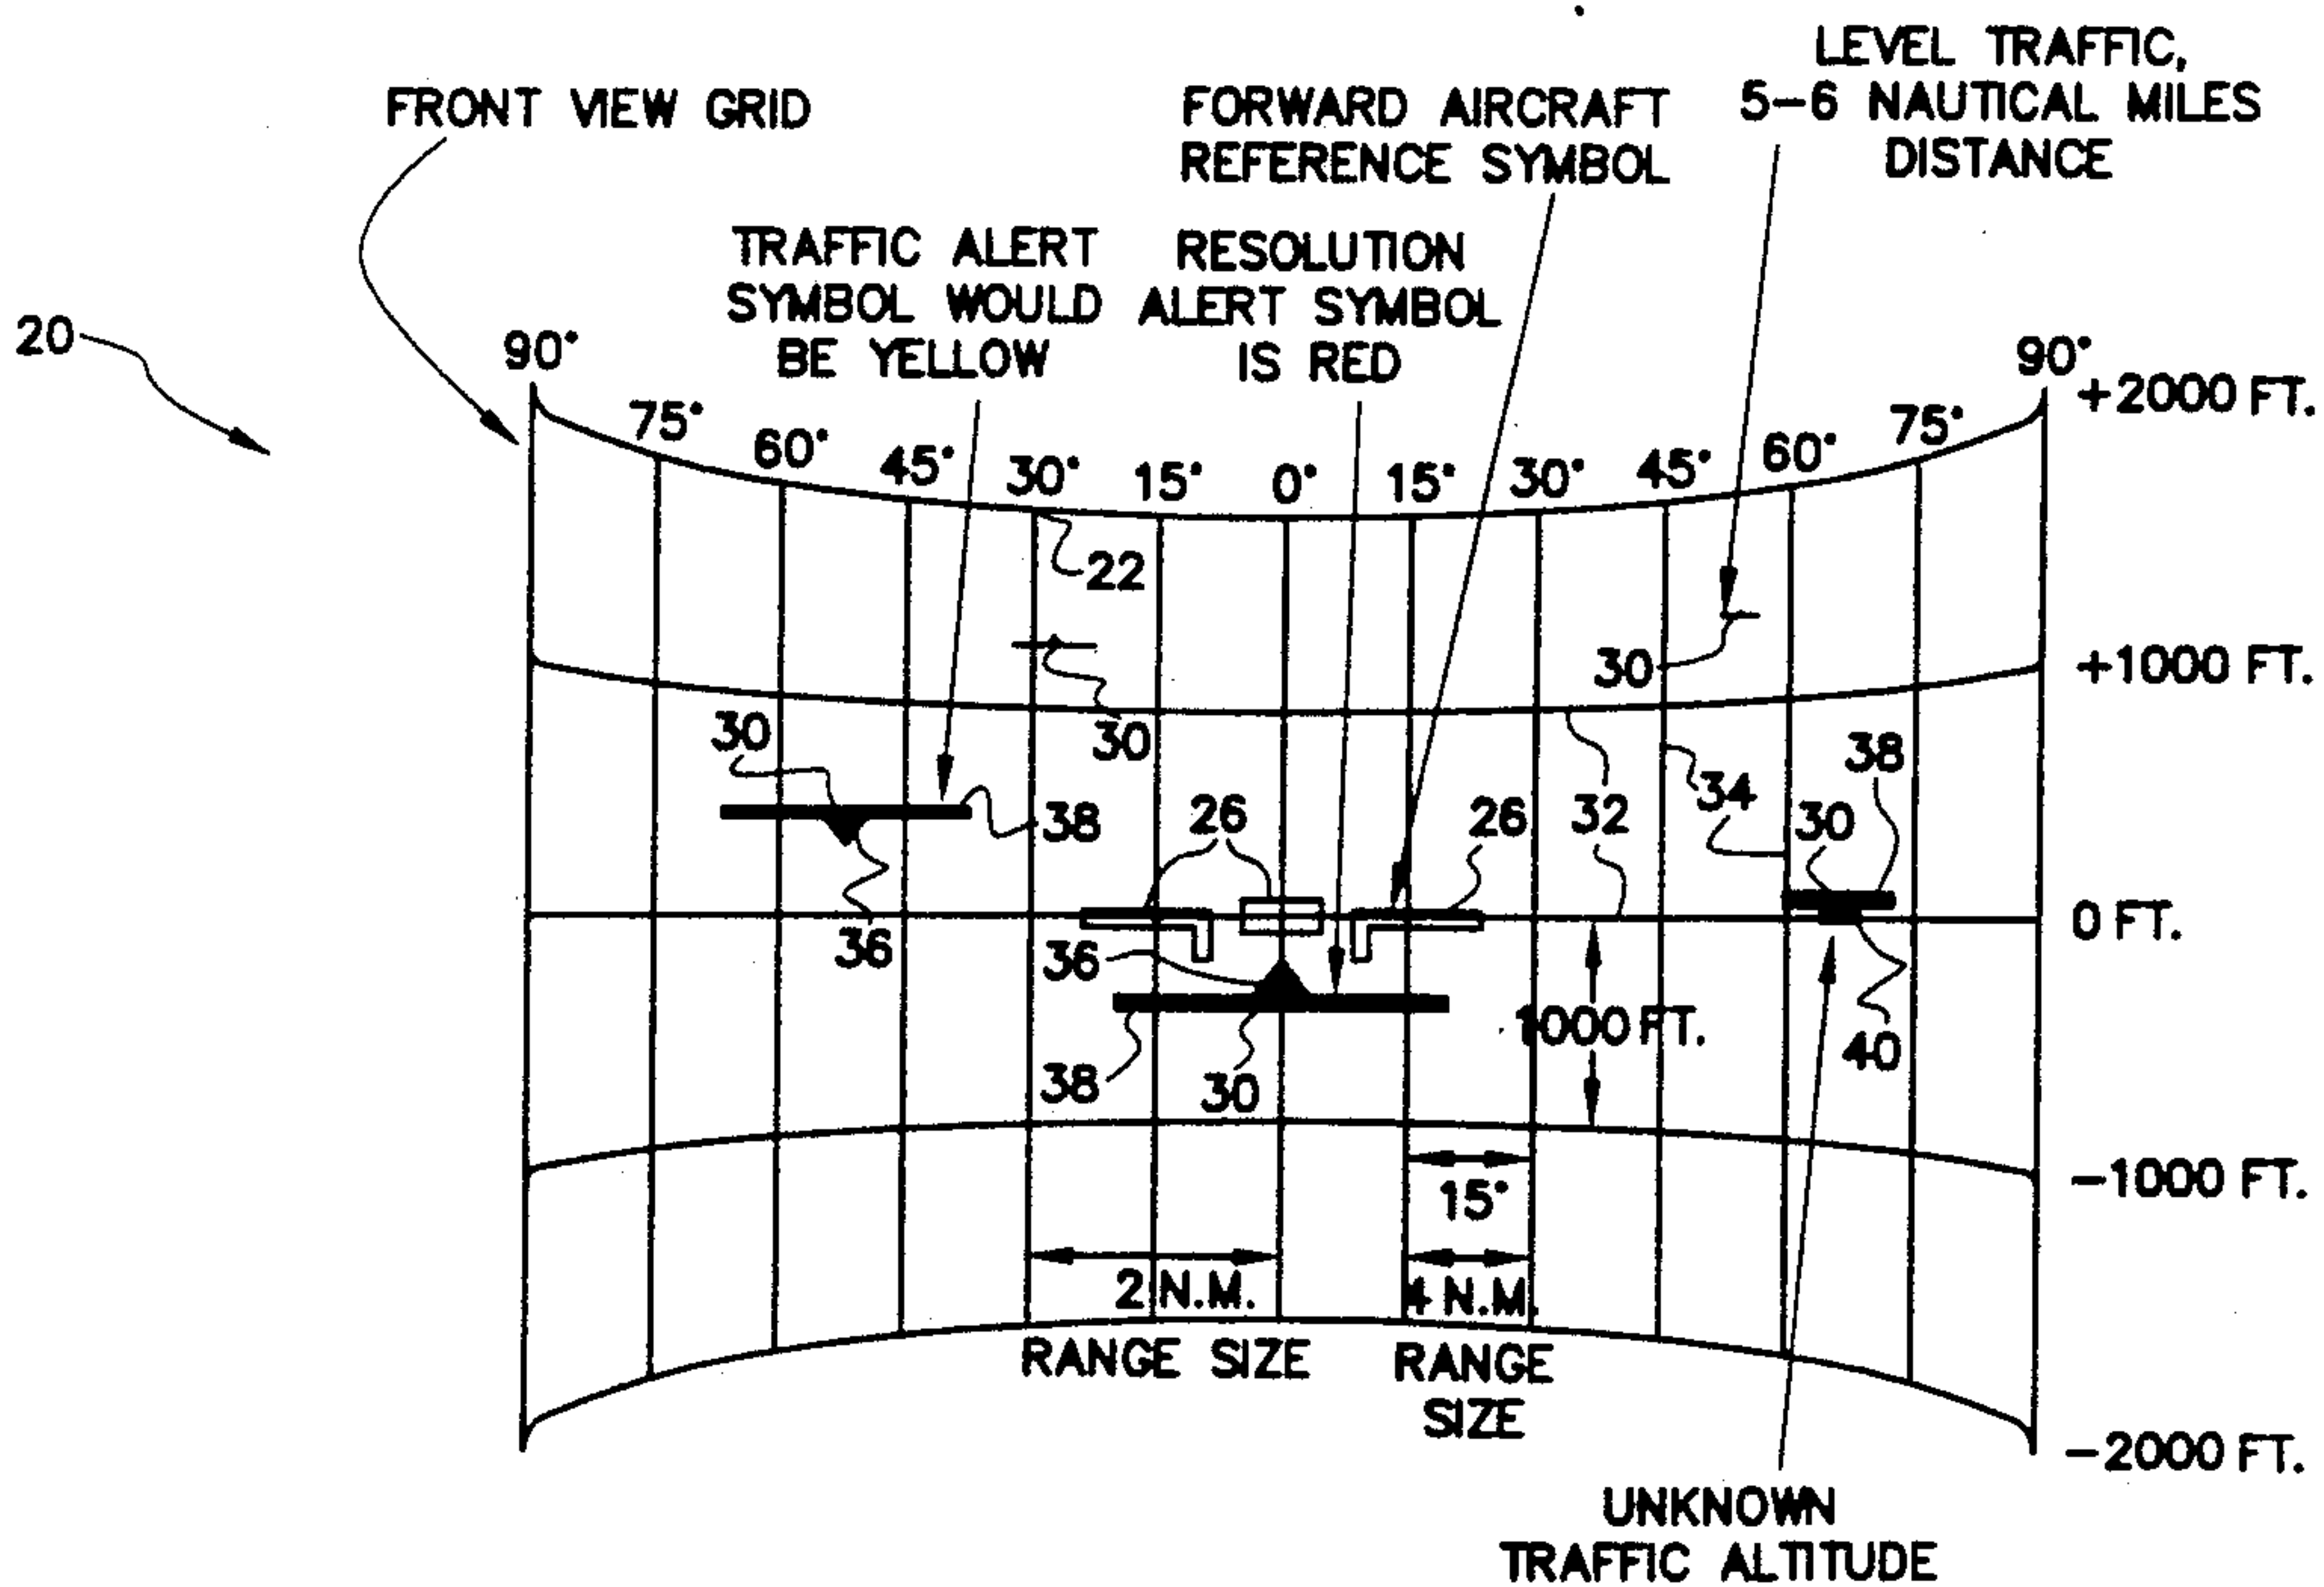 LEVEL TRAFFIC,
5-6 NAUTICAL MILES
DISTANCE
FRONT VIEW GRID
FORWARD AIRCRAFT
REFERENCE SYMBOL
TRAFFIC ALERT
SYMBOL WOULD
BE YELLOW
RESOLUTION
ALERT SYMBOL
IS RED
20
90°
75°
60°
45°
30°
15°
0°
15°
30°
45°
60°
75°
90°
+2000 FT.
22
30
30
+1000 FT.
30
38
26
26
32
34
30
38
36
36
0 FT.
38
30
1000 FT.
40
15°
-1000 FT.
2 N.M.
RANGE SIZE
4 N.M.
RANGE
SIZE
-2000 FT.
UNKNOWN
TRAFFIC ALTITUDE